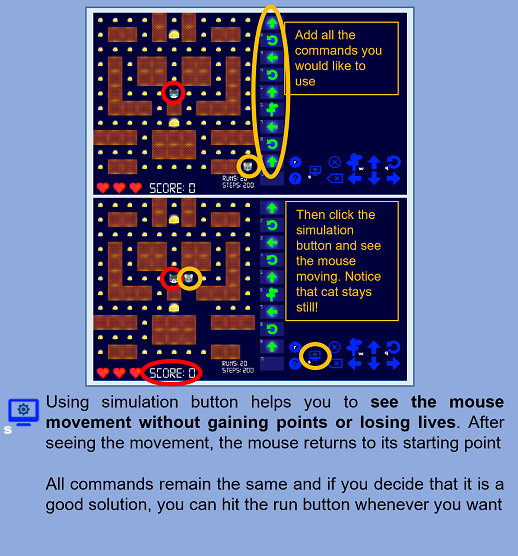 Add all the
commands you
would like to
use
SCORE: 0
RUNS: 20
STEPS: 200
Then click the
simulation
button and see
the mouse
moving. Notice
that cat stays
still!
SCORE: 0
RUNS: 20
STEPS: 200
Using simulation button helps you to see the mouse
movement without gaining points or losing lives. After
s
seeing the movement, the mouse returns to its starting point
All commands remain the same and if you decide that it is a
good solution, you can hit the run button whenever you want